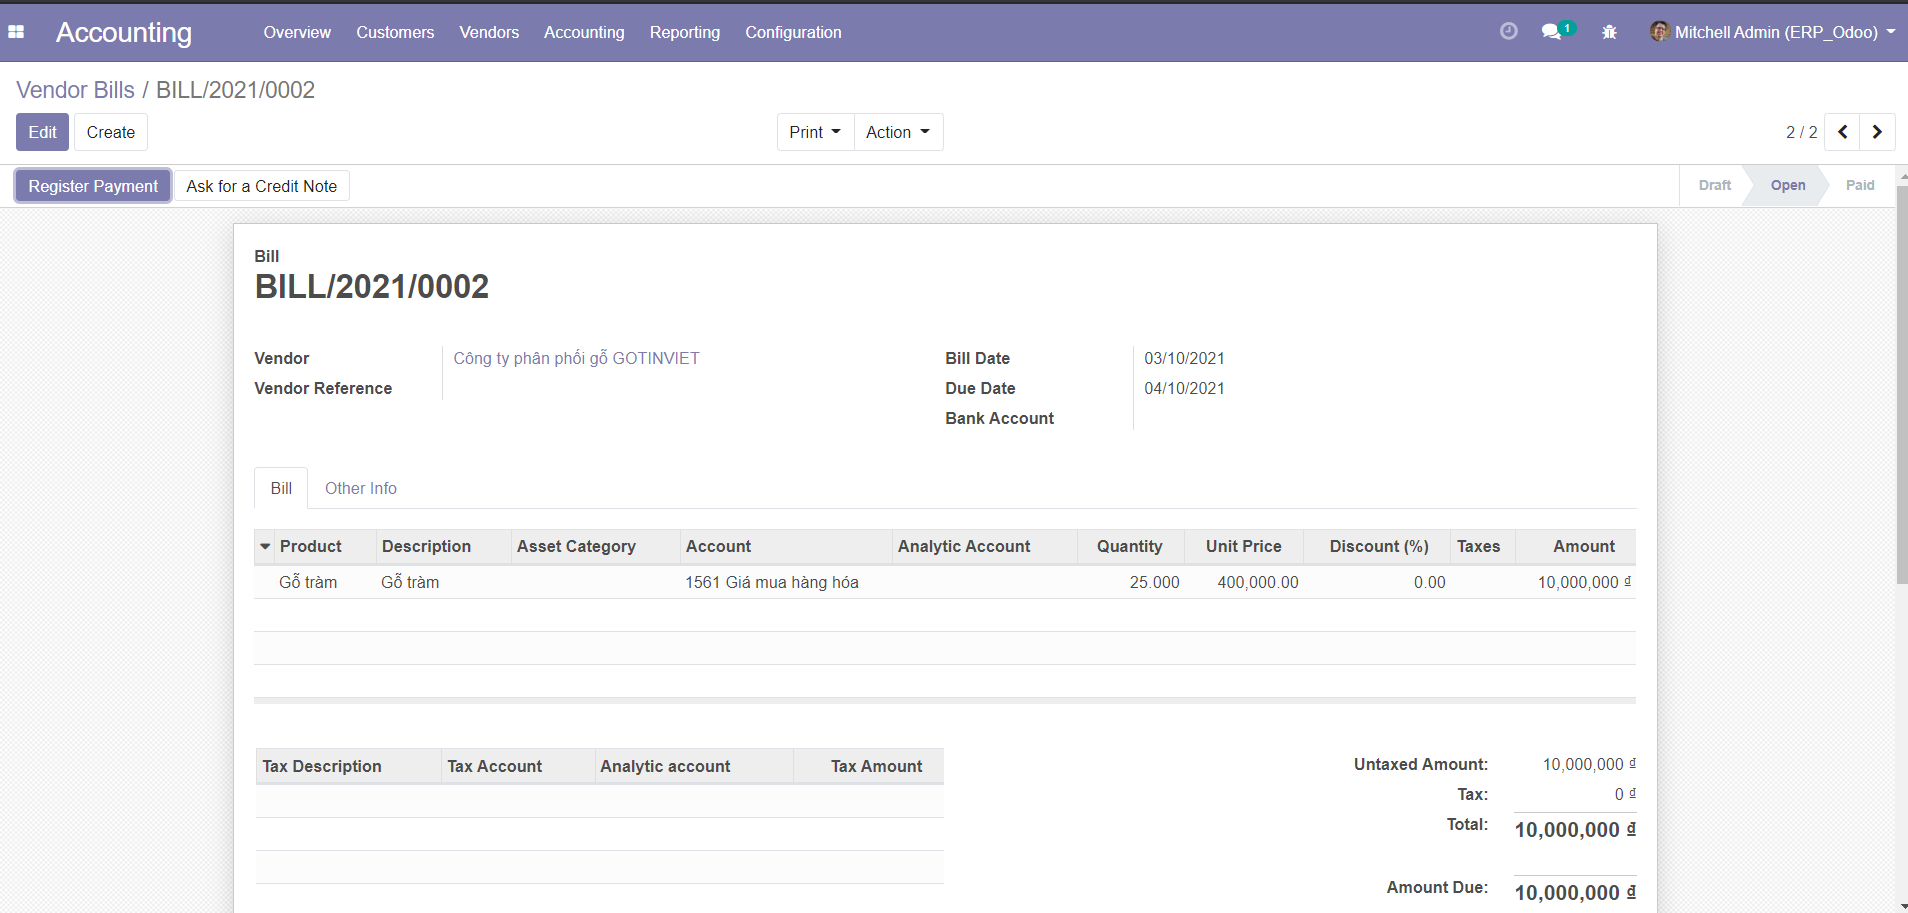 Accounting Overview Customers Vendors Accounting Reporting Configuration 1 Mitchell Admin (ERP_Odoo)
Vendor Bills / BILL/2021/0002
Edit Create Print Action 2 / 2
Register Payment Ask for a Credit Note Draft Open Paid
Bill
BILL/2021/0002
Vendor Công ty phân phối gỗ GOTINVIET Bill Date 03/10/2021
Vendor Reference Due Date 04/10/2021
Bank Account
Bill Other Info
Product Description Asset Category Account Analytic Account Quantity Unit Price Discount (%) Taxes Amount
Gỗ tràm Gỗ tràm 1561 Giá mua hàng hóa 25.000 400,000.00 0.00 10,000,000 ₫
Tax Description Tax Account Analytic account Tax Amount
Untaxed Amount: 10,000,000 ₫
Tax: 0 ₫
Total: 10,000,000 ₫
Amount Due: 10,000,000 ₫